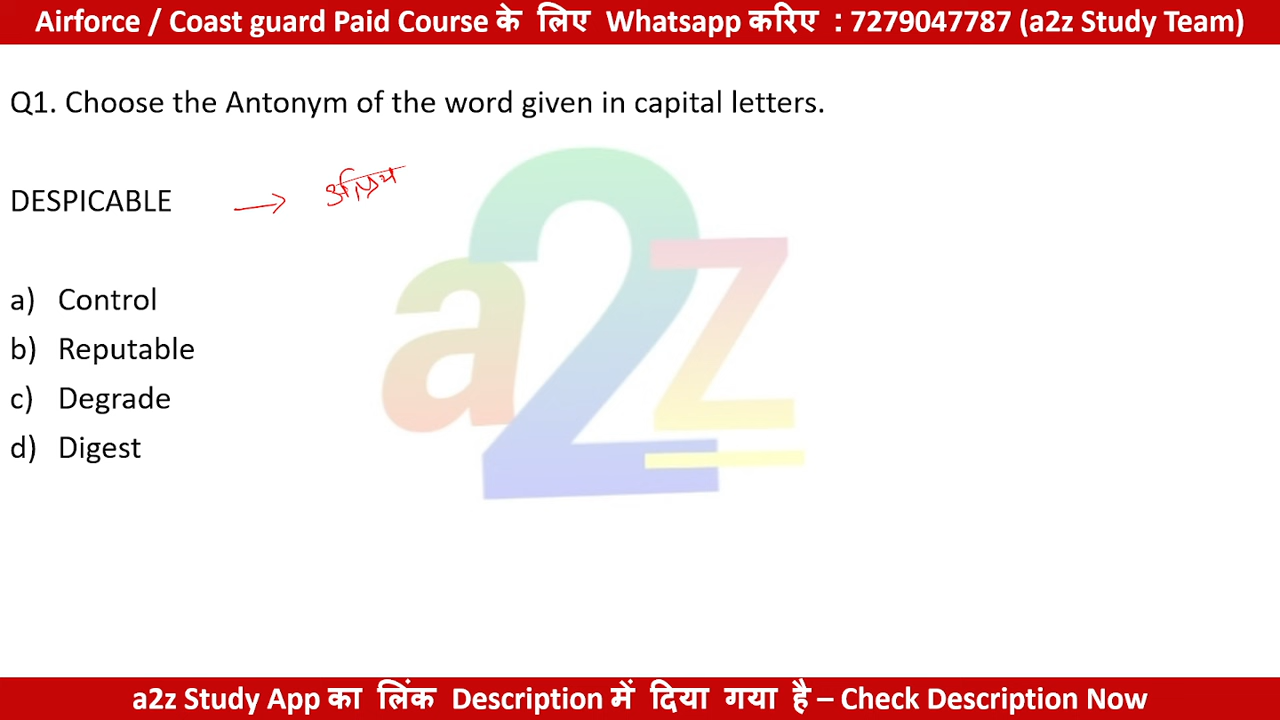 Airforce / Coast guard Paid Course के लिए Whatsapp करिए : 7279047787 (a2z Study Team)
Q1. Choose the Antonym of the word given in capital letters.
DESPICABLE → अप्रिय
a) Control
b) Reputable
c) Degrade
d) Digest
a2z
a2z Study App का लिंक Description में दिया गया है – Check Description Now